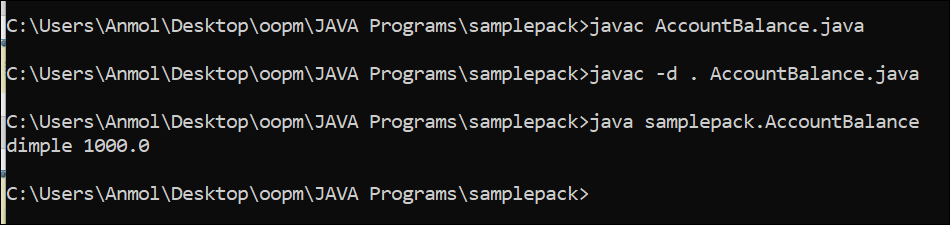 C:\Users\Anmol\Desktop\oopm\JAVA Programs\samplepack>javac AccountBalance.java
C:\Users\Anmol\Desktop\oopm\JAVA Programs\samplepack>javac -d . AccountBalance.java
C:\Users\Anmol\Desktop\oopm\JAVA Programs\samplepack>java samplepack.AccountBalance
dimple 1000.0
C:\Users\Anmol\Desktop\oopm\JAVA Programs\samplepack>